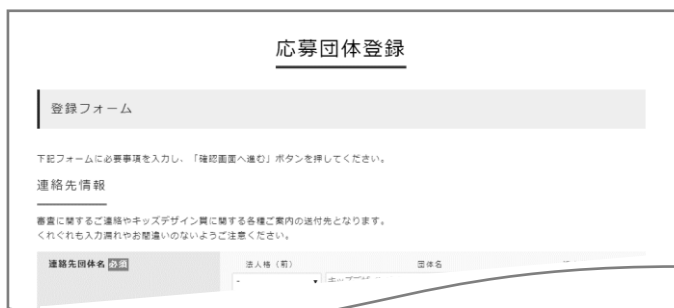 応募団体登録
登録フォーム
下記フォームに必要事項を入力し、「確認画面へ進む」ボタンを押してください。
連絡先情報
審査に関するご連絡やキッズデザイン賞に関する各種ご案内の送付先となります。
くれぐれも入力漏れやお間違いのないようご注意ください。
連絡先団体名 必須 法人格（前） 団体名
-